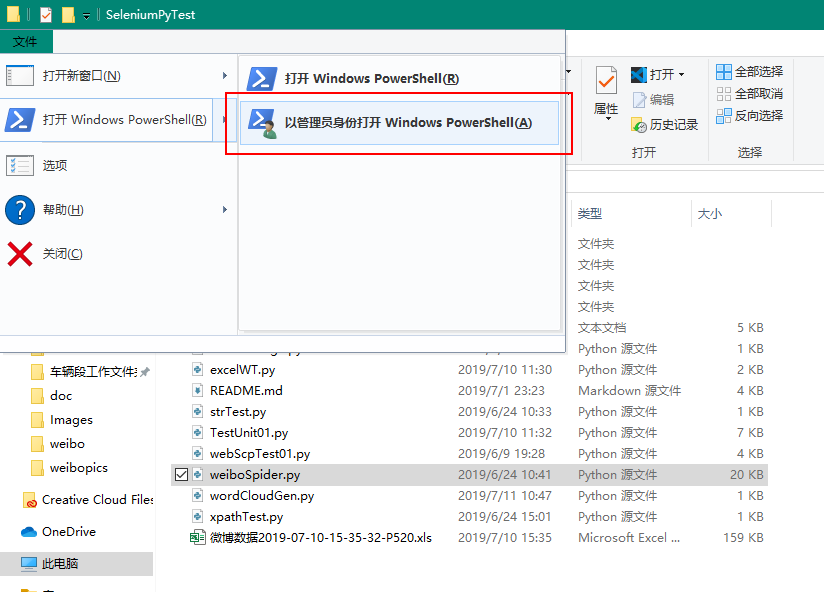 SeleniumPyTest
文件
打开新窗口(N)
打开 Windows PowerShell(R)
选项
帮助(H)
关闭(C)
打开 Windows PowerShell(R)
以管理员身份打开 Windows PowerShell(A)
属性
打开
编辑
历史记录
打开
全部选择
全部取消
反向选择
选择
类型 大小
文件夹
文件夹
文件夹
文件夹
文本文档 5 KB
Python 源文件 1 KB
excelWT.py 2019/7/10 11:30 Python 源文件 2 KB
README.md 2019/7/1 23:23 Markdown 源文件 4 KB
strTest.py 2019/6/24 10:33 Python 源文件 1 KB
TestUnit01.py 2019/7/10 11:32 Python 源文件 7 KB
webScpTest01.py 2019/6/9 19:28 Python 源文件 4 KB
weiboSpider.py 2019/6/24 10:41 Python 源文件 20 KB
wordCloudGen.py 2019/7/11 10:47 Python 源文件 1 KB
xpathTest.py 2019/6/24 15:01 Python 源文件 1 KB
微博数据2019-07-10-15-35-32-P520.xls 2019/7/10 15:35 Microsoft Excel ... 159 KB
车辆段工作文件
doc
Images
weibo
weibopics
Creative Cloud Files
OneDrive
此电脑